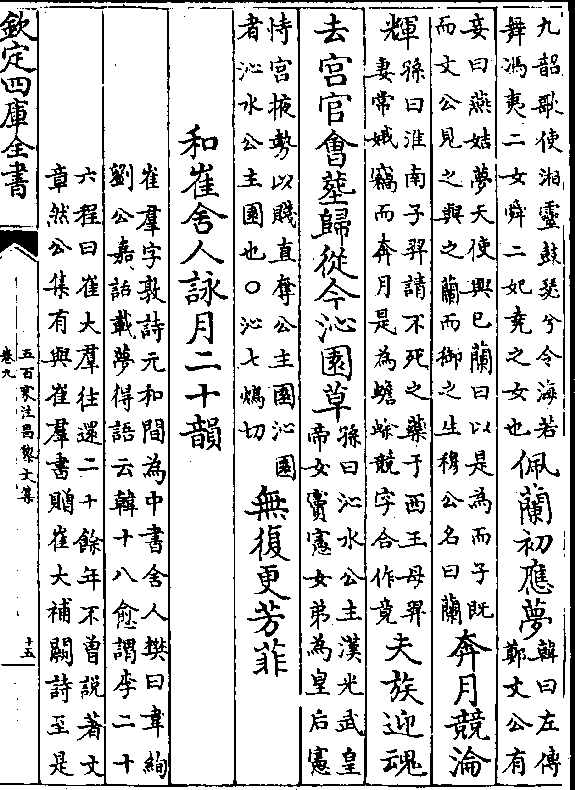 九韶歌使湘靈鼓瑟兮令海若
舞馮夷二女舜二妃堯之女也
佩蘭初應夢
韓曰左傳
鄭文公有
妾曰燕姞夢天使與已蘭曰以是為而子既
而文公見之與之蘭而御之生穆公名曰蘭
奔月競淪
輝
孫曰淮南子羿請不死之藥于西王母羿
妻常娥竊而奔月是為蟾蜍競字合作竟
夫族迎魂
去宮官會塟歸從今沁園草
孫曰沁水公主漢光武皇
帝女竇憲女弟為皇后憲
恃宮掖勢以賤直奪公主園沁園
者沁水公主園也○沁七鴆切
無復更芳菲
和崔舍人詠月二十韻
崔羣字敦詩元和間為中書舍人樊曰韋絢
劉公嘉話載夢得語云韓十八愈謂李二十
六程曰崔大羣往還二十餘年不曾説著文
章然公集有與崔羣書贈崔大補闕詩至是
欽定四庫全書
五百家注昌黎文集
卷九
十五